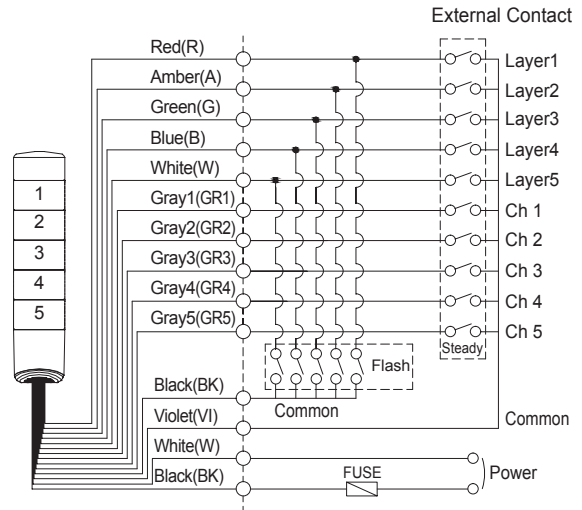 External Contact
Red(R)
Layer1
Amber(A)
Layer2
Green(G)
Layer3
Blue(B)
Layer4
White(W)
Layer5
1
Gray1(GR1)
Ch 1
2
Gray2(GR2)
Ch 2
3
Gray3(GR3)
Ch 3
4
Gray4(GR4)
Ch 4
5
Gray5(GR5)
Ch 5
Steady
Flash
Black(BK)
Common
Violet(VI)
Common
White(W)
Power
Black(BK)
FUSE